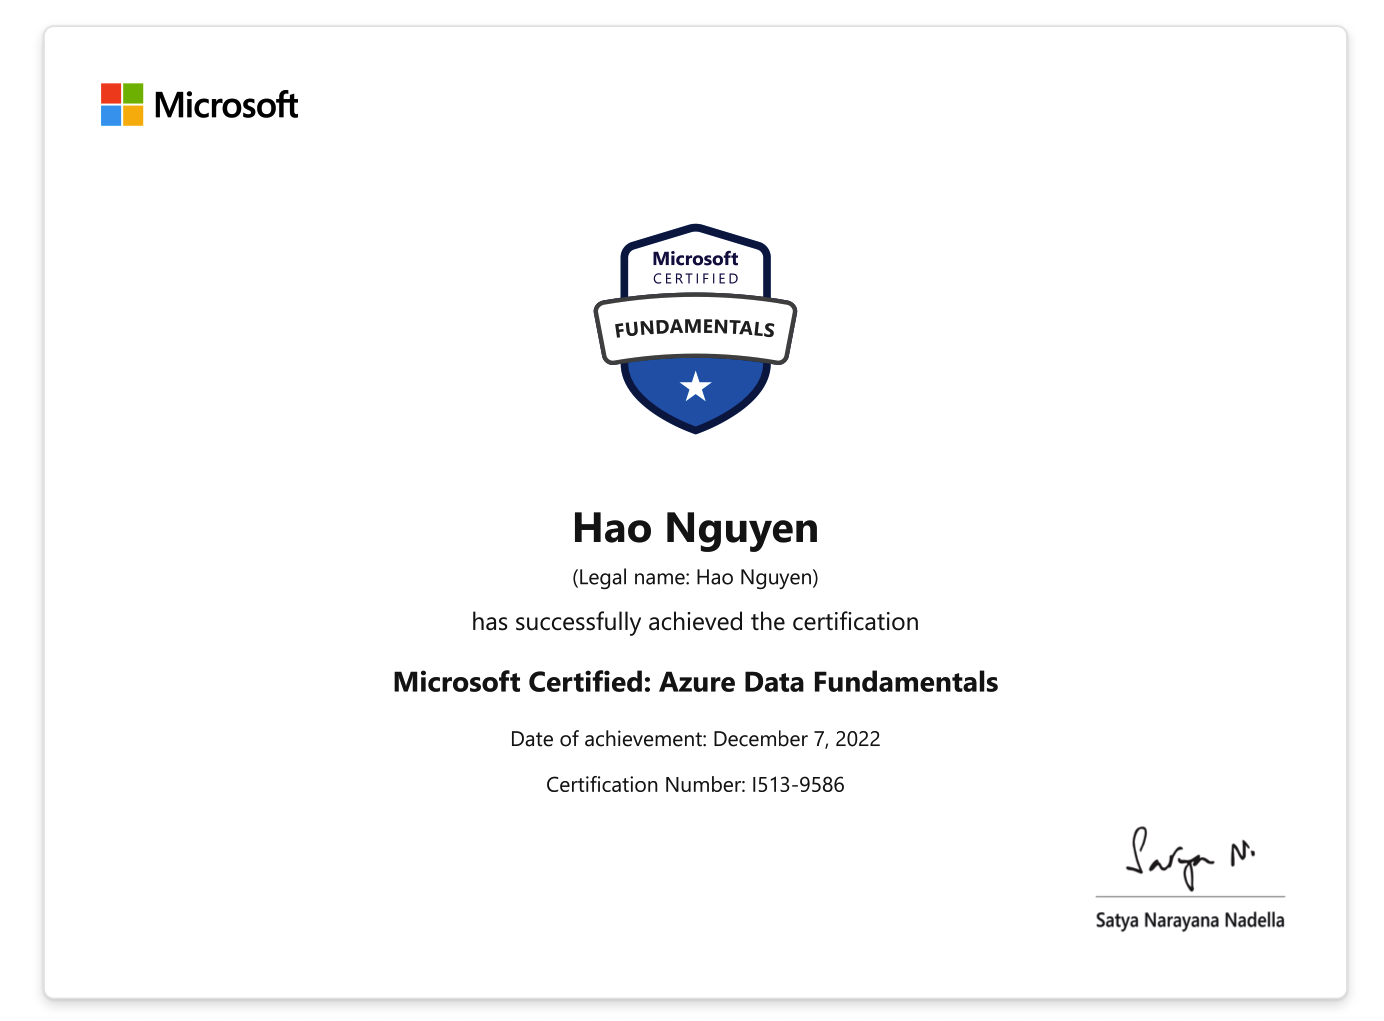 Microsoft
Microsoft
CERTIFIED
FUNDAMENTALS
Hao Nguyen
(Legal name: Hao Nguyen)
has successfully achieved the certification
Microsoft Certified: Azure Data Fundamentals
Date of achievement: December 7, 2022
Certification Number: I513-9586
Satya N.
Satya Narayana Nadella